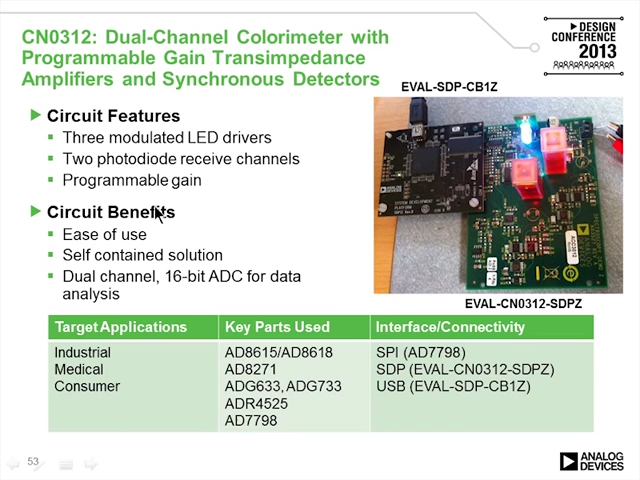 CN0312: Dual-Channel Colorimeter with
Programmable Gain Transimpedance
Amplifiers and Synchronous Detectors
DESIGN
CONFERENCE
2013
EVAL-SDP-CB1Z
Circuit Features
Three modulated LED drivers
Two photodiode receive channels
Programmable gain
Circuit Benefits
Ease of use
Self contained solution
Dual channel, 16-bit ADC for data
analysis
EVAL-CN0312-SDPZ
Target Applications Key Parts Used Interface/Connectivity
Industrial AD8615/AD8618 SPI (AD7798)
Medical AD8271 SDP (EVAL-CN0312-SDPZ)
Consumer ADG633, ADG733 USB (EVAL-SDP-CB1Z)
ADR4525
AD7798
53
ANALOG
DEVICES